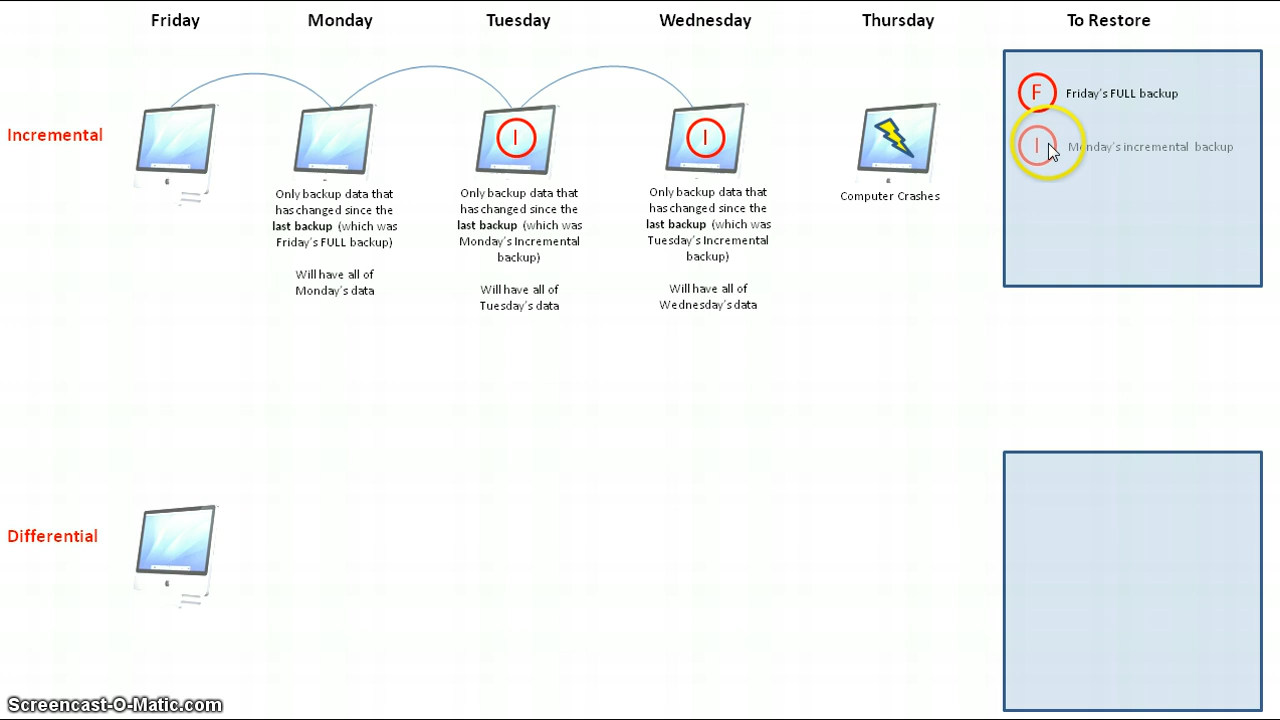 Friday Monday Tuesday Wednesday Thursday To Restore
Incremental
F Friday's FULL backup
I Monday's incremental backup
I
I
Only backup data that
has changed since the
last backup (which was
Friday's FULL backup)
Will have all of
Monday's data
Only backup data that
has changed since the
last backup (which was
Monday's Incremental
backup)
Will have all of
Tuesday's data
Only backup data that
has changed since the
last backup (which was
Tuesday's Incremental
backup)
Will have all of
Wednesday's data
Computer Crashes
Differential
Screencast-O-Matic.com